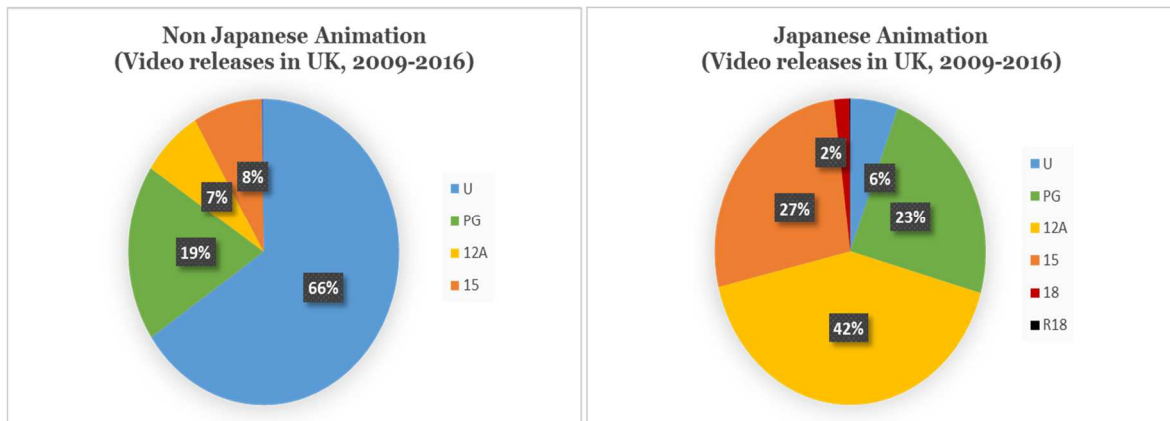 Non Japanese Animation
(Video releases in UK, 2009-2016)
8%
7%
19%
66%
U
PG
12A
15
Japanese Animation
(Video releases in UK, 2009-2016)
2%
6%
27%
23%
42%
U
PG
12A
15
18
R18